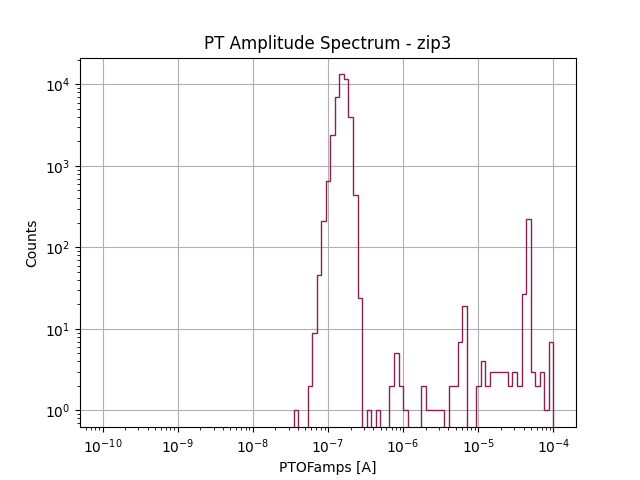 PT Amplitude Spectrum - zip3
10⁴
10³
10²
10¹
10⁰
Counts
10⁻¹⁰ 10⁻⁹ 10⁻⁸ 10⁻⁷ 10⁻⁶ 10⁻⁵ 10⁻⁴
PTOFamps [A]